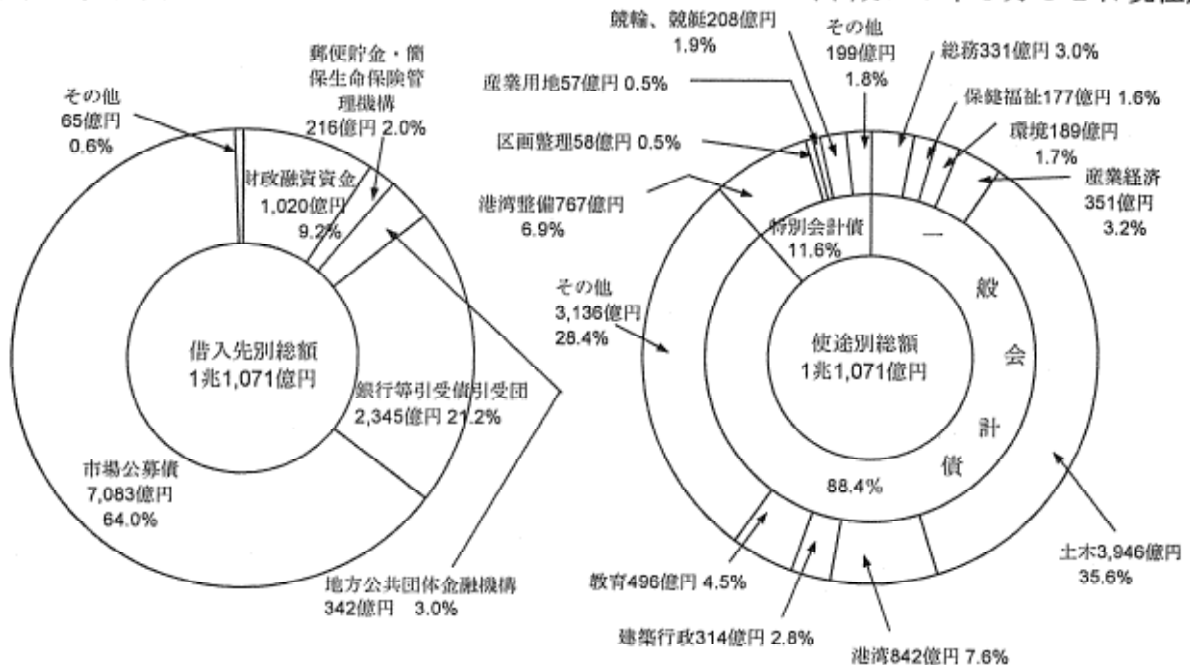 郵便貯金・簡
保生命保険管
理機構
216億円 2.0%
その他
65億円
0.6%
財政融資資金
1,020億円
9.2%
借入先別総額
1兆1,071億円
銀行等引受債引受団
2,345億円 21.2%
市場公募債
7,083億円
64.0%
地方公共団体金融機構
342億円 3.0%
競輪、競艇208億円
1.9%
その他
199億円
1.8%
総務331億円 3.0%
産業用地57億円 0.5%
保健福祉177億円 1.6%
区画整理58億円 0.5%
環境189億円
1.7%
産業経済
351億円
3.2%
港湾整備767億円
6.9%
特別会計債
11.6%
一
般
会
計
債
88.4%
その他
3,136億円
28.4%
使途別総額
1兆1,071億円
土木3,946億円
35.6%
教育496億円 4.5%
建築行政314億円 2.8%
港湾842億円 7.6%